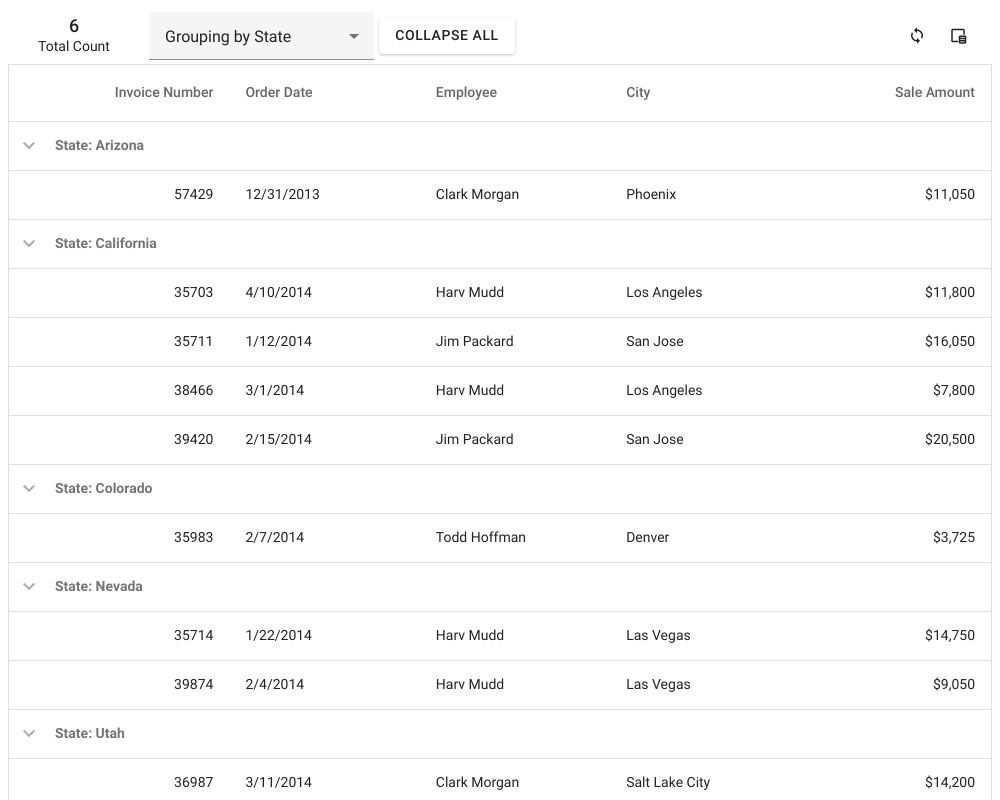 6
Total Count
Grouping by State
COLLAPSE ALL
Invoice Number Order Date Employee City Sale Amount
State: Arizona
57429 12/31/2013 Clark Morgan Phoenix $11,050
State: California
35703 4/10/2014 Harv Mudd Los Angeles $11,800
35711 1/12/2014 Jim Packard San Jose $16,050
38466 3/1/2014 Harv Mudd Los Angeles $7,800
39420 2/15/2014 Jim Packard San Jose $20,500
State: Colorado
35983 2/7/2014 Todd Hoffman Denver $3,725
State: Nevada
35714 1/22/2014 Harv Mudd Las Vegas $14,750
39874 2/4/2014 Harv Mudd Las Vegas $9,050
State: Utah
36987 3/11/2014 Clark Morgan Salt Lake City $14,200